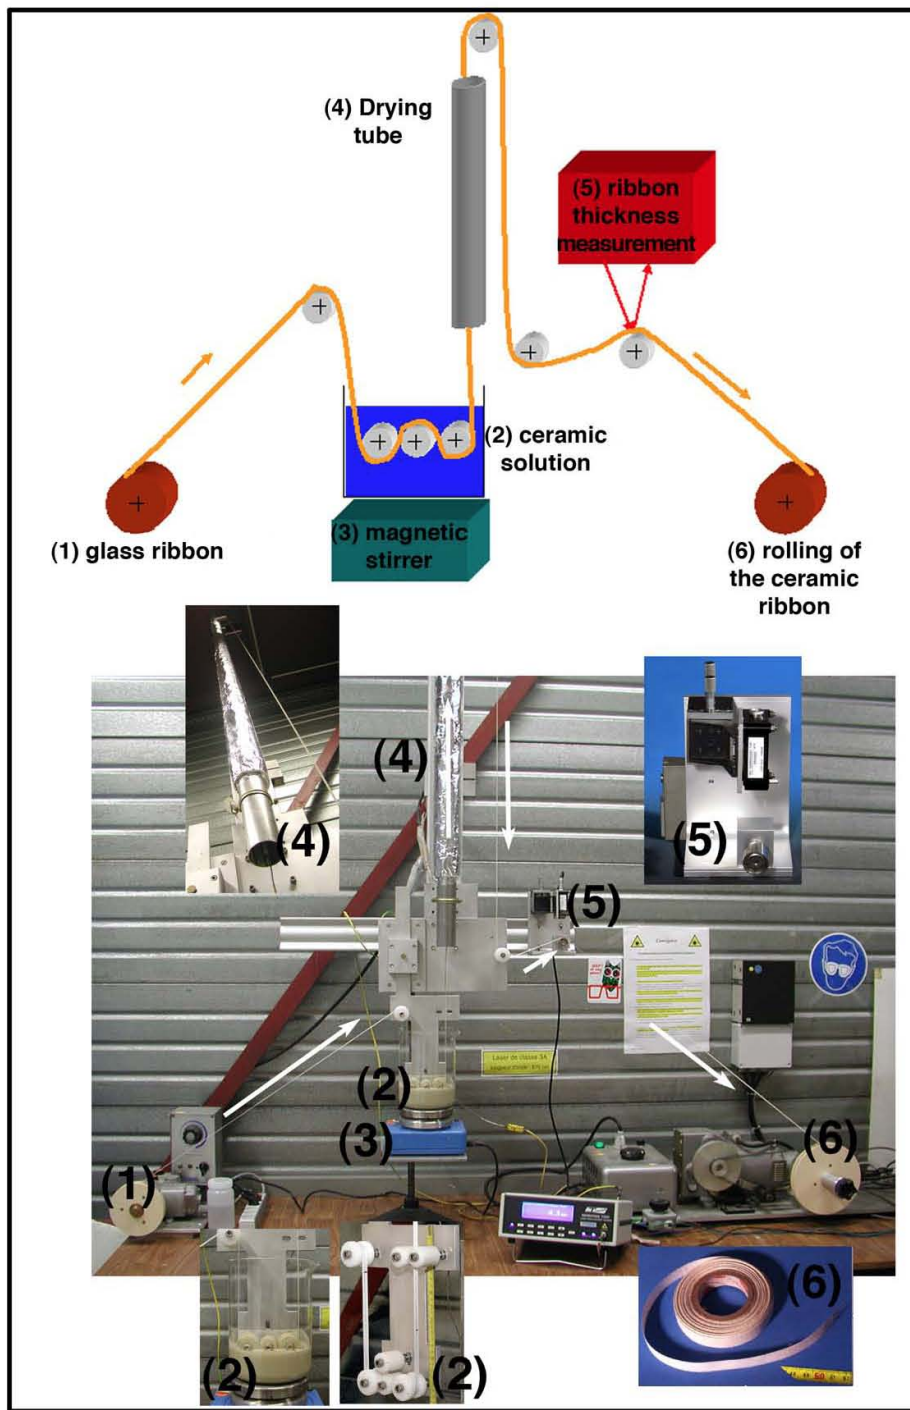 (4) Drying
tube
(5) ribbon
thickness
measurement
(2) ceramic
solution
(3) magnetic
stirrer
(1) glass ribbon
(6) rolling of
the ceramic
ribbon
(4)
(4)
(5)
(5)
(2)
Laser de classe 3A
(3)
(1)
(6)
(2)
(2)
(6)